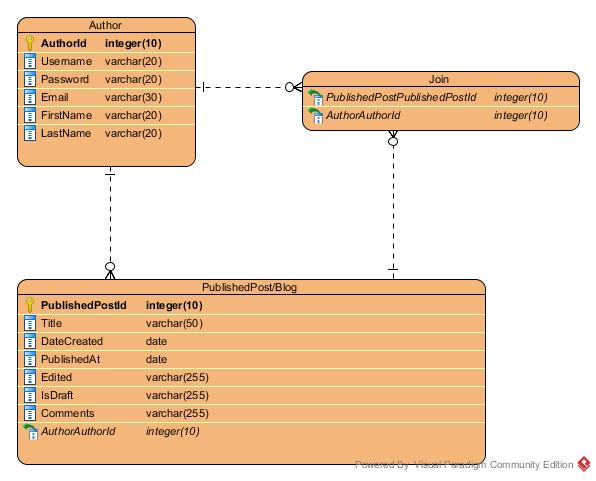 Author
AuthorId integer(10)
Username varchar(20)
Password varchar(20)
Email varchar(30)
FirstName varchar(20)
LastName varchar(20)
Join
PublishedPostPublishedPostId integer(10)
AuthorAuthorId integer(10)
PublishedPost/Blog
PublishedPostId integer(10)
Title varchar(50)
DateCreated date
PublishedAt date
Edited varchar(255)
IsDraft varchar(255)
Comments varchar(255)
AuthorAuthorId integer(10)
Powered By Visual Paradigm Community Edition